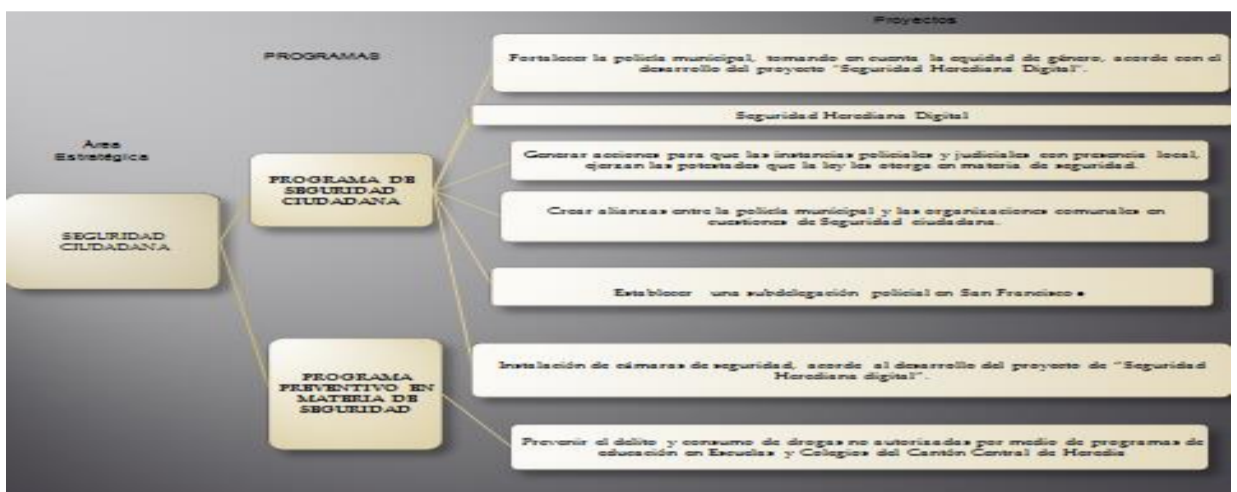 Proyectos
PROGRAMAS
Fortalecer la policía municipal, tomando en cuenta la equidad de género, acorde con el
desarrollo del proyecto "Seguridad Herediana Digital".
Seguridad Herediana Digital
Área
Estratégica
Generar acciones para que las instancias policiales y judiciales con presencia local,
ejerzan las potestades que la ley les otorga en materia de seguridad.
PROGRAMA DE
SEGURIDAD
CIUDADANA
Crear alianzas entre la policía municipal y las organizaciones comunales en
cuestiones de Seguridad ciudadana.
SEGURIDAD
CIUDADANA
Establecer una subdelegación policial en San Francisco.
Instalación de cámaras de seguridad, acorde al desarrollo del proyecto de "Seguridad
Herediana digital".
PROGRAMA
PREVENTIVO EN
MATERIA DE
SEGURIDAD
Prevenir el delito y consumo de drogas no autorizadas por medio de programas de
educación en Escuelas y Colegios del Cantón Central de Heredia